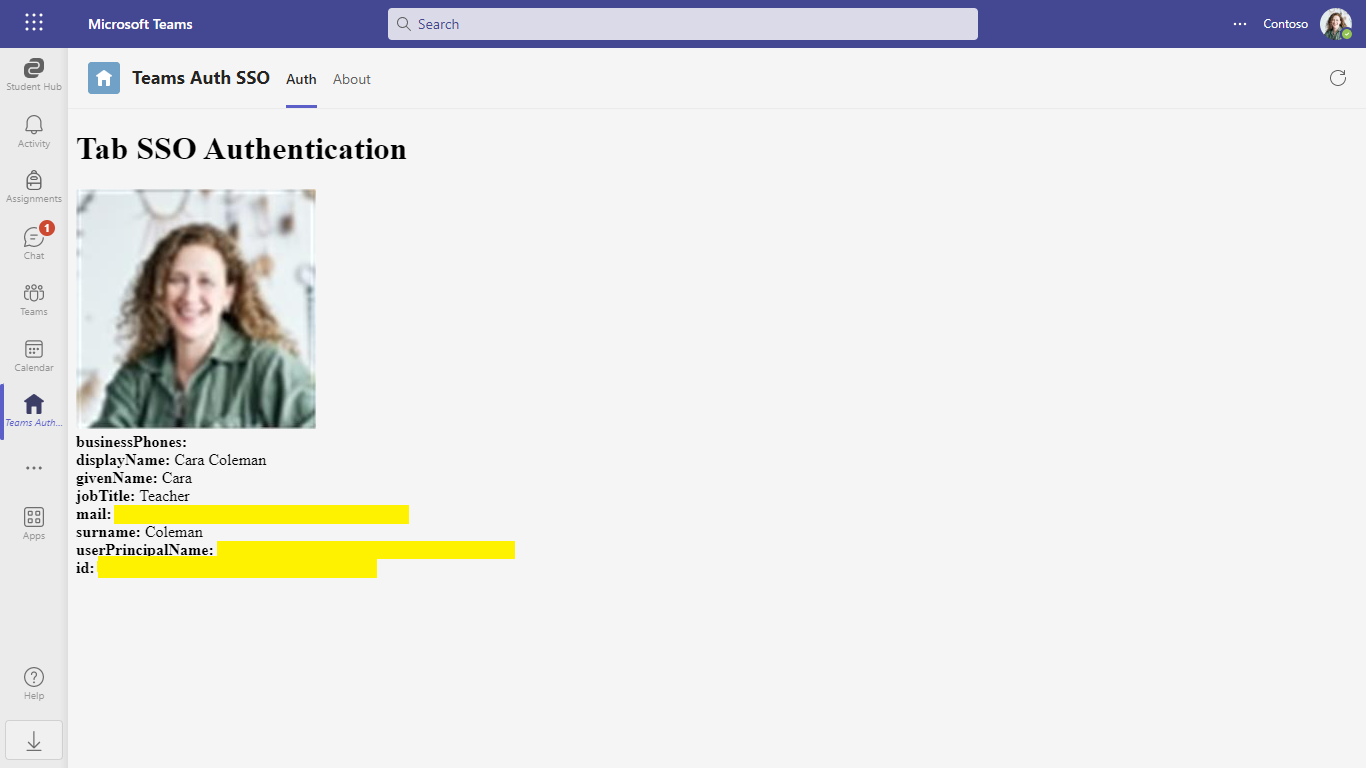 Microsoft Teams
Search
Contoso
Student Hub
Activity
Assignments
1
Chat
Teams
Calendar
Teams Auth...
Apps
Help
Teams Auth SSO
Auth
About
Tab SSO Authentication
businessPhones:
displayName: Cara Coleman
givenName: Cara
jobTitle: Teacher
mail:
surname: Coleman
userPrincipalName:
id: